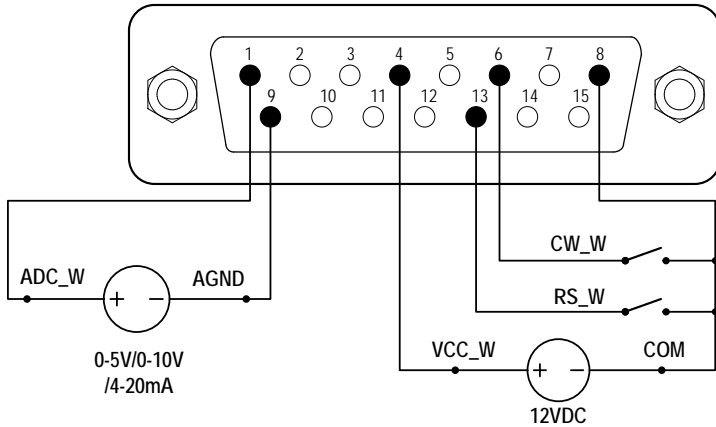 1 2 3 4 5 6 7 8
9 10 11 12 13 14 15
CW_W
ADC_W + − AGND
RS_W
0-5V/0-10V
/4-20mA
VCC_W + − COM
12VDC